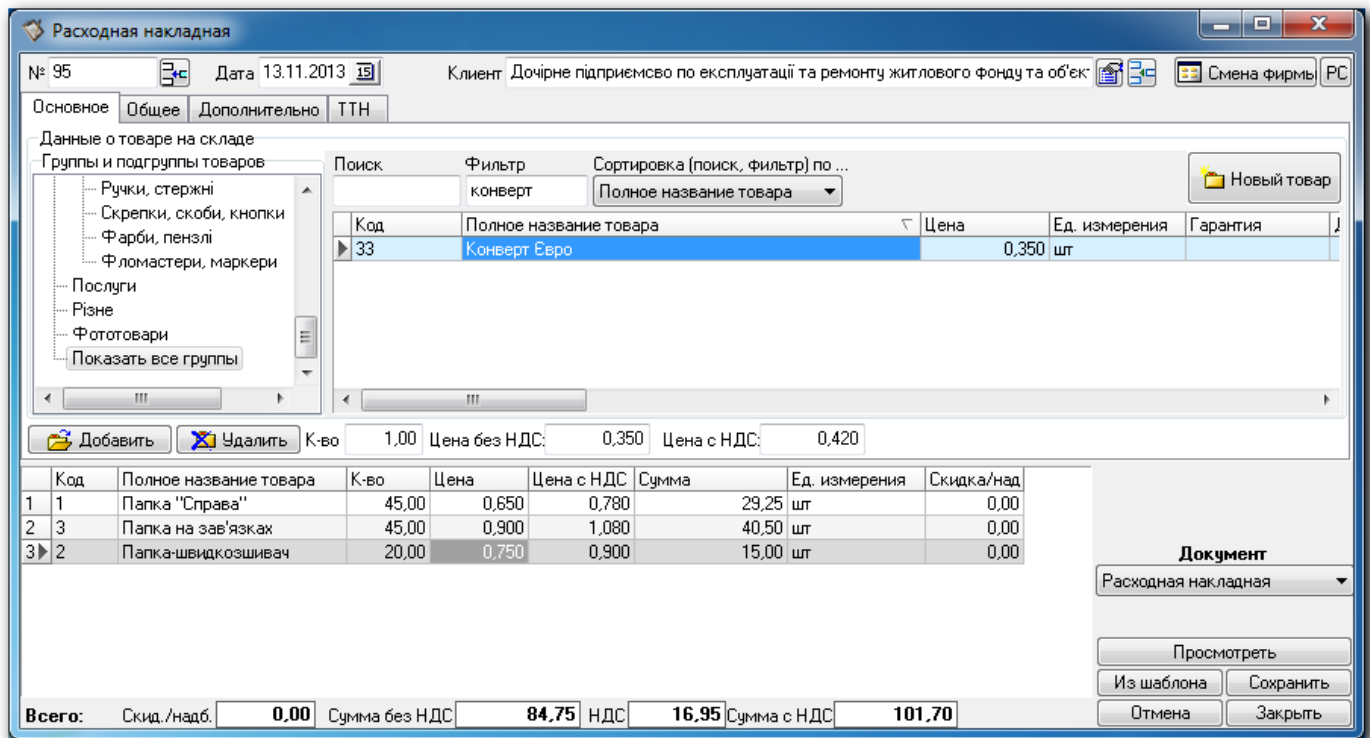 Расходная накладная
№ 95 Дата 13.11.2013 15 Клиент Дочірне підприємсво по експлуатації та ремонту житлового фонду та об'єк Смена фирмы РС
Основное Общее Дополнительно ТТН
Данные о товаре на складе
Группы и подгруппы товаров Поиск Фильтр Сортировка (поиск, фильтр) по ...
Ручки, стержні конверт Полное название товара Новый товар
Скрепки, скоби, кнопки
Код Полное название товара Цена Ед. измерения Гарантия
Фарби, пензлі
33 Конверт Євро 0,350 шт
Фломастери, маркери
Послуги
Різне
Фототовари
Показать все группы
Добавить Удалить К-во 1,00 Цена без НДС: 0,350 Цена с НДС: 0,420
Код Полное название товара К-во Цена Цена с НДС Сумма Ед. измерения Скидка/над
1 1 Папка "Справа" 45,00 0,650 0,780 29,25 шт 0,00
2 3 Папка на зав'язках 45,00 0,900 1,080 40,50 шт 0,00
3 2 Папка-швидкозшивач 20,00 0,750 0,900 15,00 шт 0,00
Документ
Расходная накладная
Просмотреть
Из шаблона Сохранить
Отмена Закрыть
Всего: Скид./надб. 0,00 Сумма без НДС 84,75 НДС 16,95 Сумма с НДС 101,70